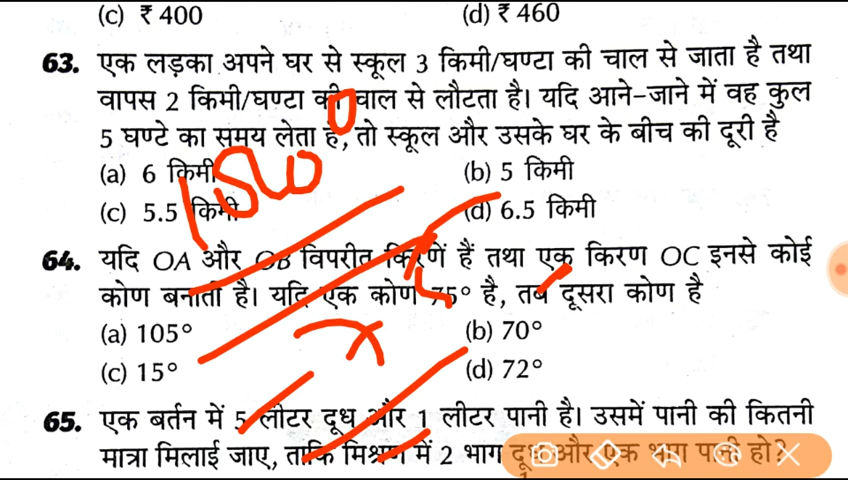 (c) ₹ 400 (d) ₹ 460
63. एक लड़का अपने घर से स्कूल 3 किमी/घण्टा की चाल से जाता है तथा
वापस 2 किमी/घण्टा की चाल से लौटता है। यदि आने-जाने में वह कुल
5 घण्टे का समय लेता है, तो स्कूल और उसके घर के बीच की दूरी है
(a) 6 किमी (b) 5 किमी
(c) 5.5 किमी (d) 6.5 किमी
64. यदि OA और OB विपरीत किरणें हैं तथा एक किरण OC इनसे कोई
कोण बनाती है। यदि एक कोण 75° है, तब दूसरा कोण है
(a) 105° (b) 70°
(c) 15° (d) 72°
65. एक बर्तन में 5 लीटर दूध और 1 लीटर पानी है। उसमें पानी की कितनी
मात्रा मिलाई जाए, ताकि मिश्रण में 2 भाग दूध और एक भाग पानी हो?